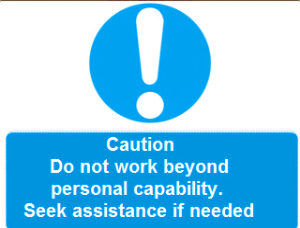 Caution
Do not work beyond
personal capability.
Seek assistance if needed